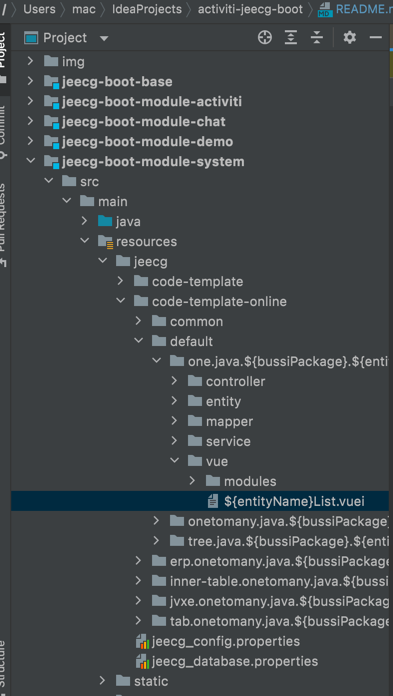 / Users > mac > IdeaProjects > activiti-jeecg-boot > README.r
Project
Project
Commit
Pull Requests
Structure
img
jeecg-boot-base
jeecg-boot-module-activiti
jeecg-boot-module-chat
jeecg-boot-module-demo
jeecg-boot-module-system
src
main
java
resources
jeecg
code-template
code-template-online
common
default
one.java.${bussiPackage}.${enti
controller
entity
mapper
service
vue
modules
${entityName}List.vuei
onetomany.java.${bussiPackage}
tree.java.${bussiPackage}.${en
erp.onetomany.java.${bussiPackage
inner-table.onetomany.java.${bus
jvxe.onetomany.java.${bussiPacka
tab.onetomany.java.${bussiPackag
jeecg_config.properties
jeecg_database.properties
static